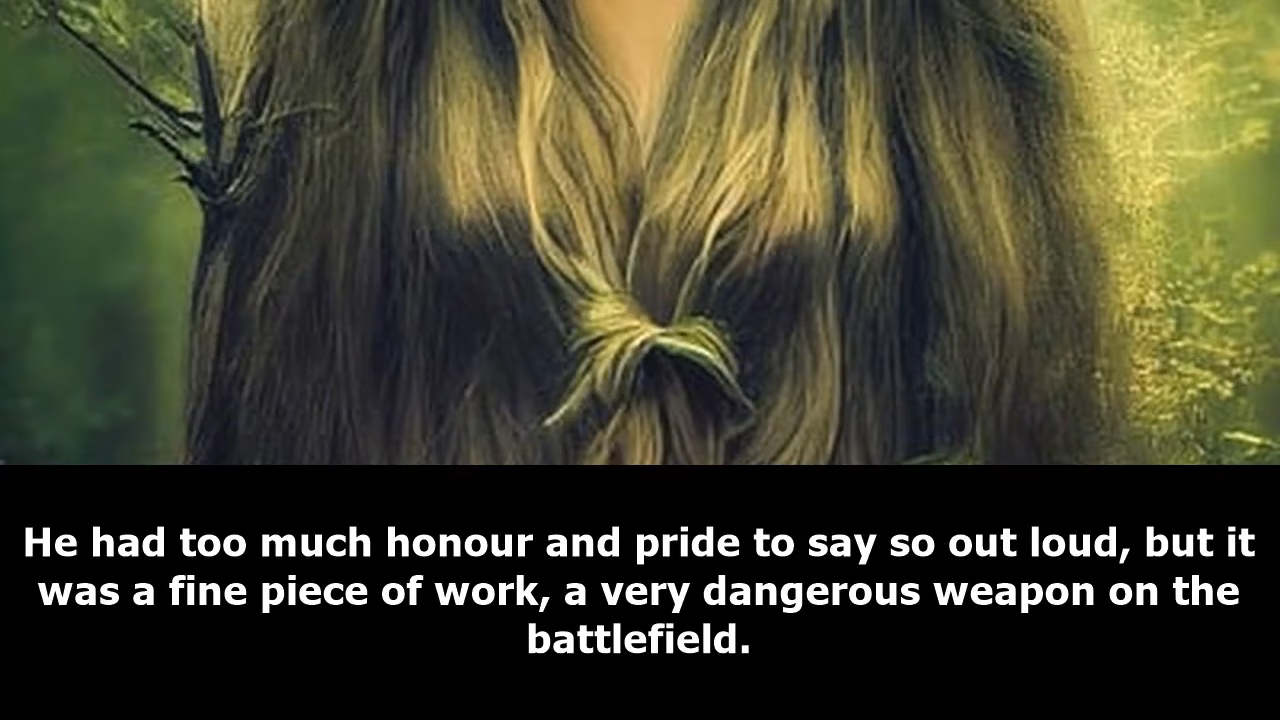 He had too much honour and pride to say so out loud, but it
was a fine piece of work, a very dangerous weapon on the
battlefield.